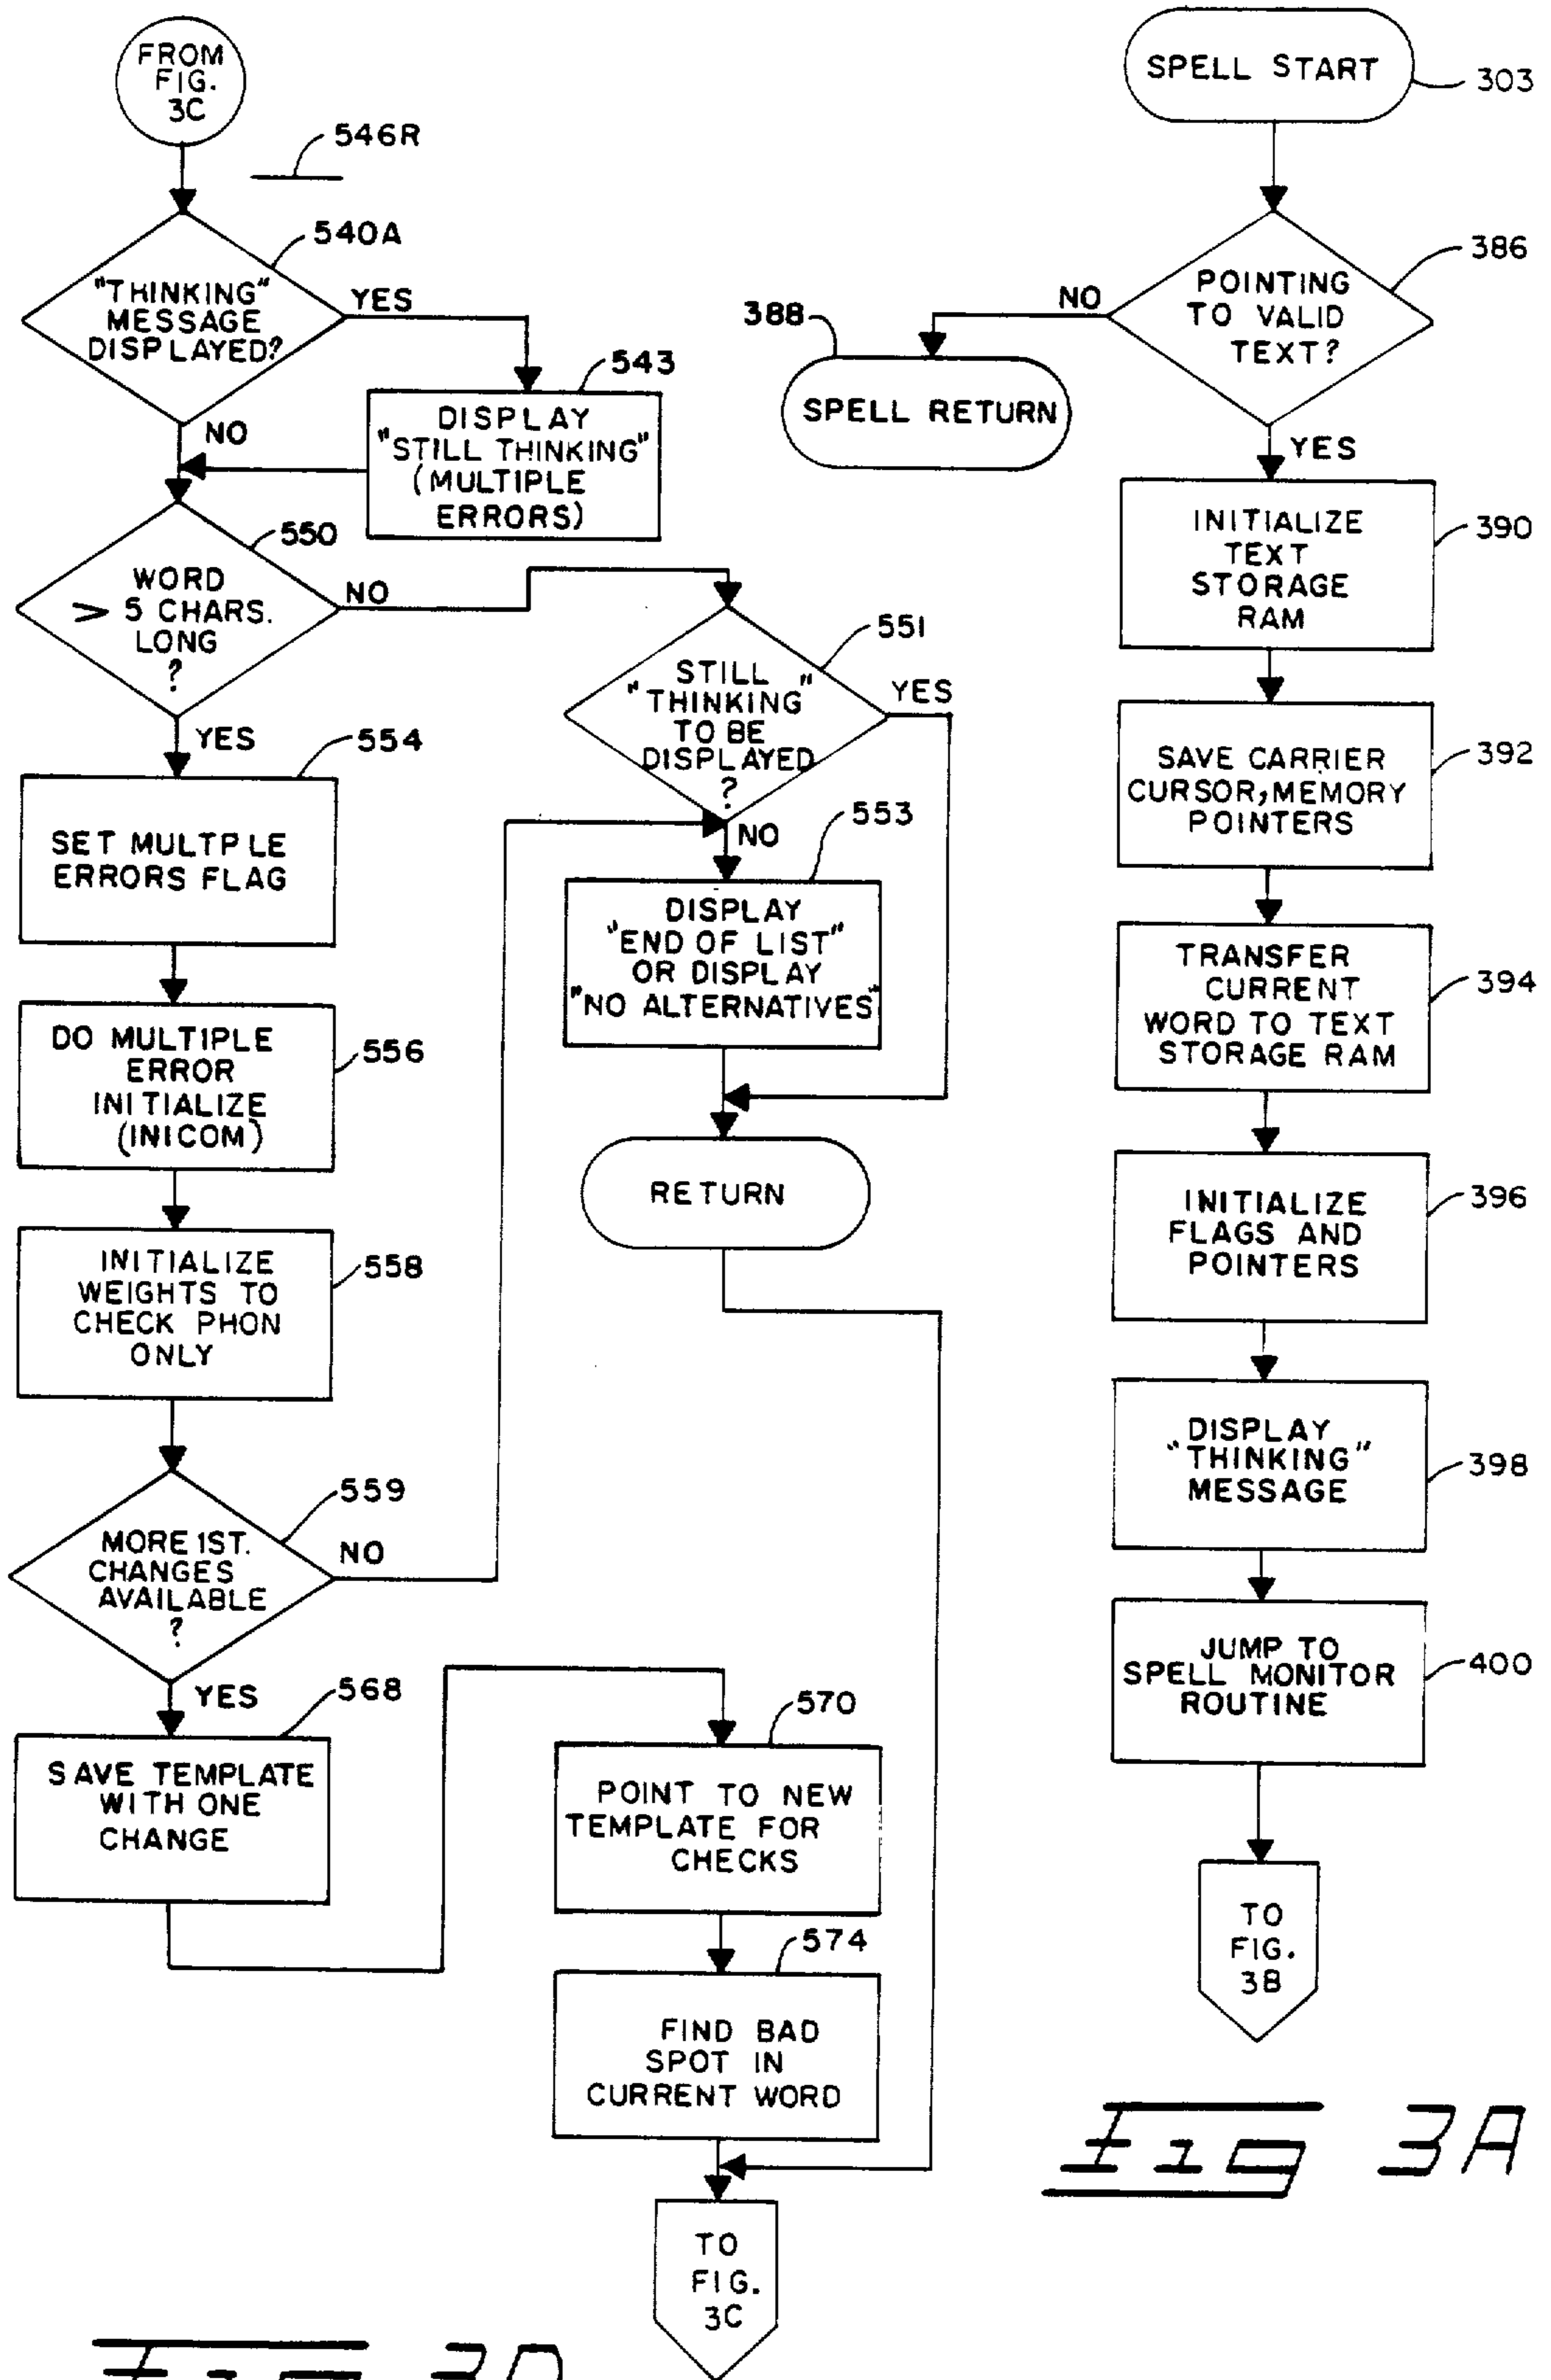 FROM
FIG.
3C
546R
540A
"THINKING"
MESSAGE
DISPLAYED?
YES
NO
543
DISPLAY
"STILL THINKING"
(MULTIPLE
ERRORS)
550
WORD
> 5 CHARS.
LONG
?
NO
YES
551
STILL
"THINKING"
TO BE
DISPLAYED
?
YES
NO
553
DISPLAY
"END OF LIST"
OR DISPLAY
"NO ALTERNATIVES"
RETURN
554
SET MULTPLE
ERRORS FLAG
556
DO MULTIPLE
ERROR
INITIALIZE
(INICOM)
558
INITIALIZE
WEIGHTS TO
CHECK PHON
ONLY
559
MORE 1ST.
CHANGES
AVAILABLE
?
NO
YES
568
SAVE TEMPLATE
WITH ONE
CHANGE
570
POINT TO NEW
TEMPLATE FOR
CHECKS
574
FIND BAD
SPOT IN
CURRENT WORD
TO
FIG.
3C
SPELL START
303
386
POINTING
TO VALID
TEXT?
NO
388
SPELL RETURN
YES
INITIALIZE
TEXT
STORAGE
RAM
390
SAVE CARRIER
CURSOR, MEMORY
POINTERS
392
TRANSFER
CURRENT
WORD TO TEXT
STORAGE RAM
394
INITIALIZE
FLAGS AND
POINTERS
396
DISPLAY
"THINKING"
MESSAGE
398
JUMP TO
SPELL MONITOR
ROUTINE
400
TO
FIG.
3B
FIG 3A